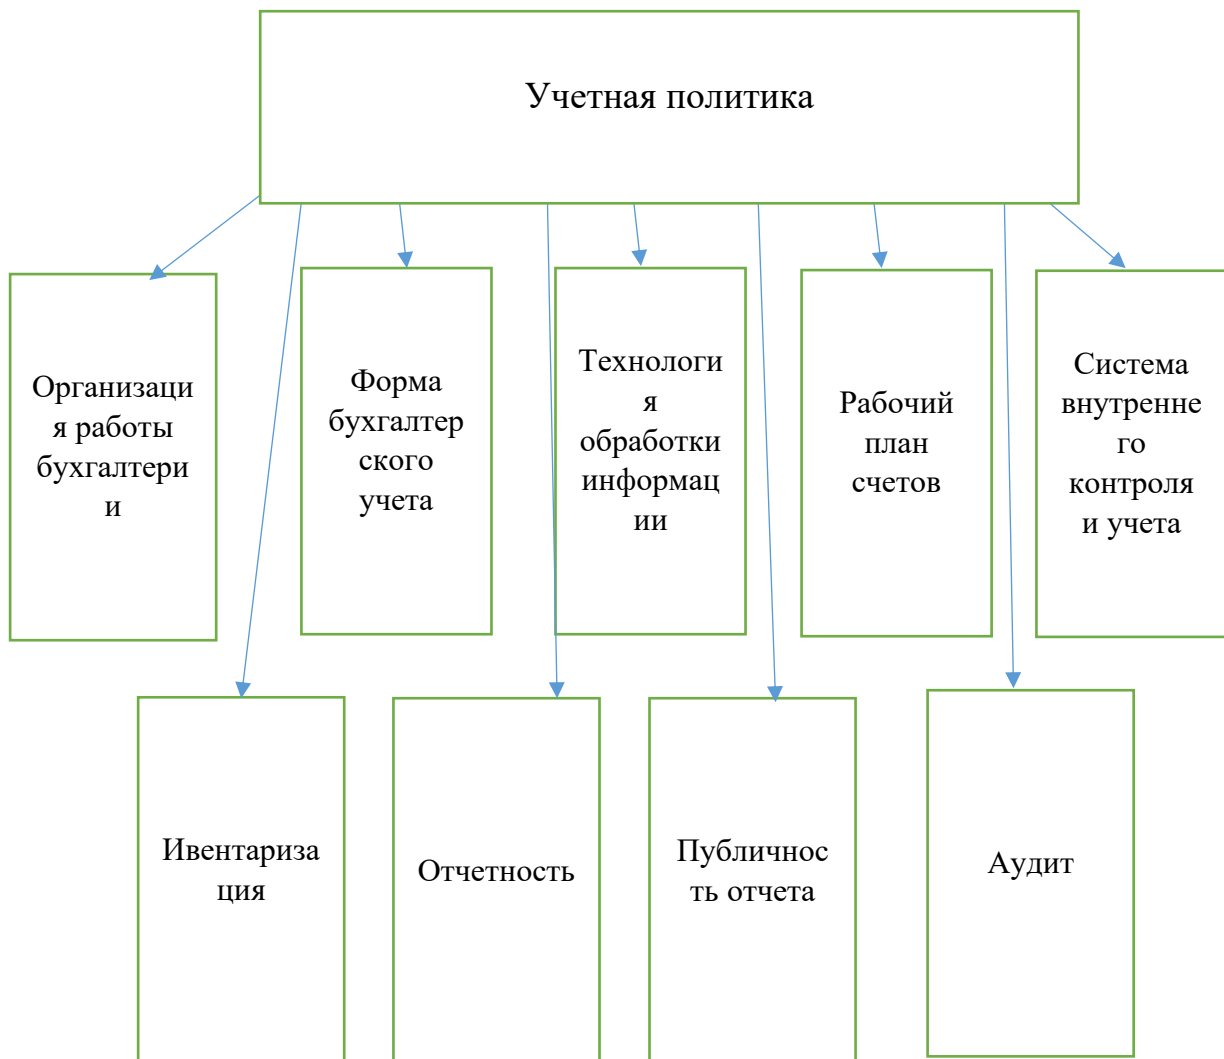 Учетная политика
Организаци
я работы
бухгалтери
и
Форма
бухгалтер
ского
учета
Технологи
я
обработки
информац
ии
Рабочий
план
счетов
Система
внутренне
го
контроля
и учета
Ивентариза
ция
Отчетность
Публичнос
ть отчета
Аудит